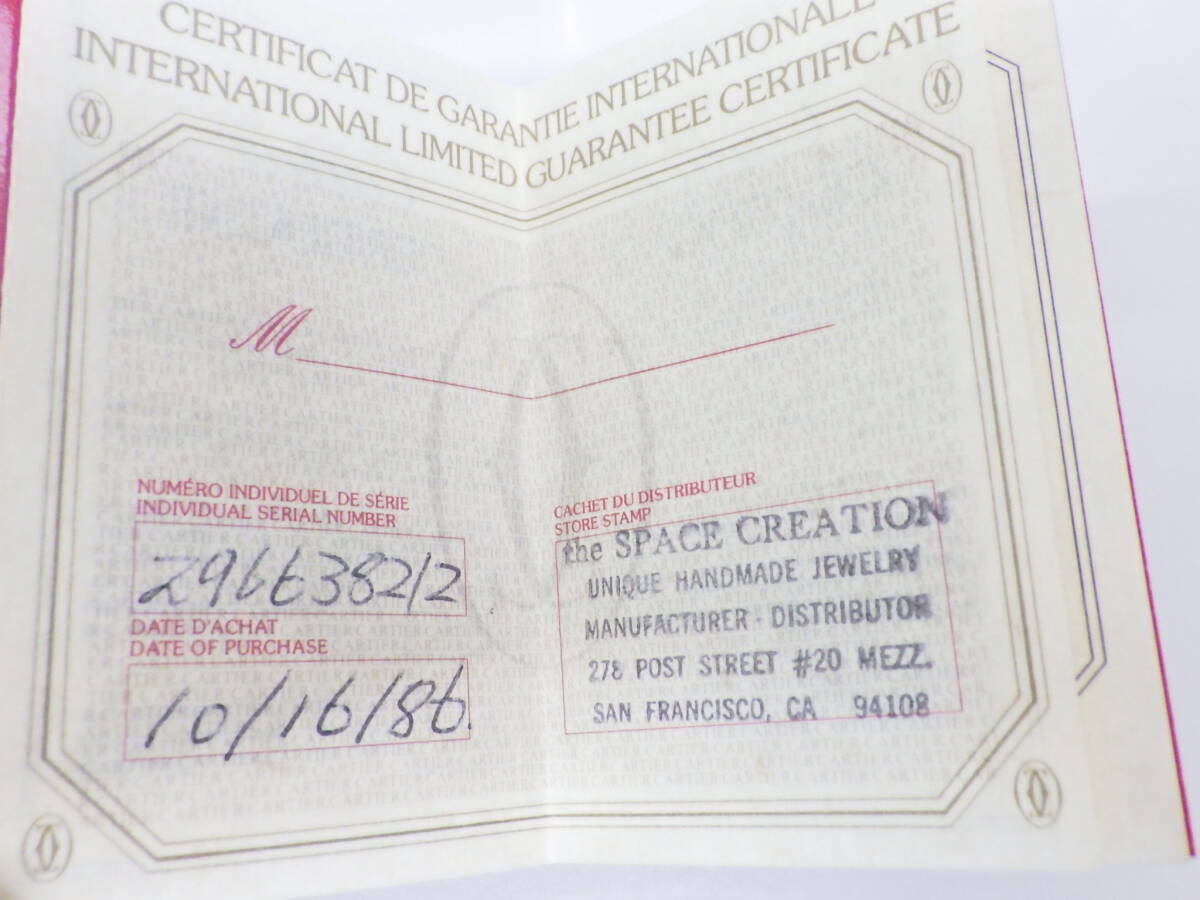 CERTIFICAT DE GARANTIE INTERNATIONALE
INTERNATIONAL LIMITED GUARANTEE CERTIFICATE
M
NUMÉRO INDIVIDUEL DE SÉRIE
INDIVIDUAL SERIAL NUMBER
296638212
DATE D'ACHAT
DATE OF PURCHASE
10/16/86.
CACHET DU DISTRIBUTEUR
STORE STAMP
the SPACE CREATION
UNIQUE HANDMADE JEWELRY
MANUFACTURER - DISTRIBUTOR
278 POST STREET #20 MEZZ.
SAN FRANCISCO, CA 94108